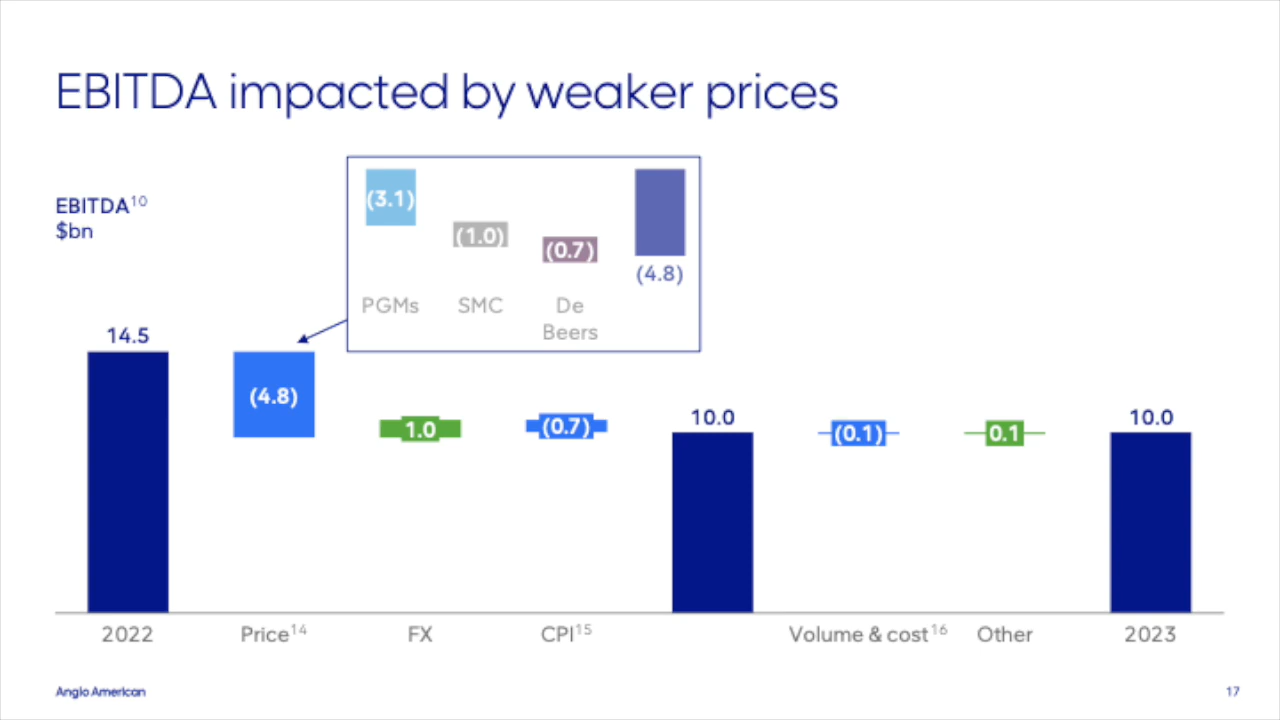 EBITDA impacted by weaker prices
EBITDA10
$bn
(3.1)
(1.0)
(0.7)
(4.8)
PGMs
SMC
De
Beers
14.5
(4.8)
1.0
(0.7)
10.0
(0.1)
0.1
10.0
2022
Price14
FX
CPI15
Volume & cost16
Other
2023
Anglo American
17